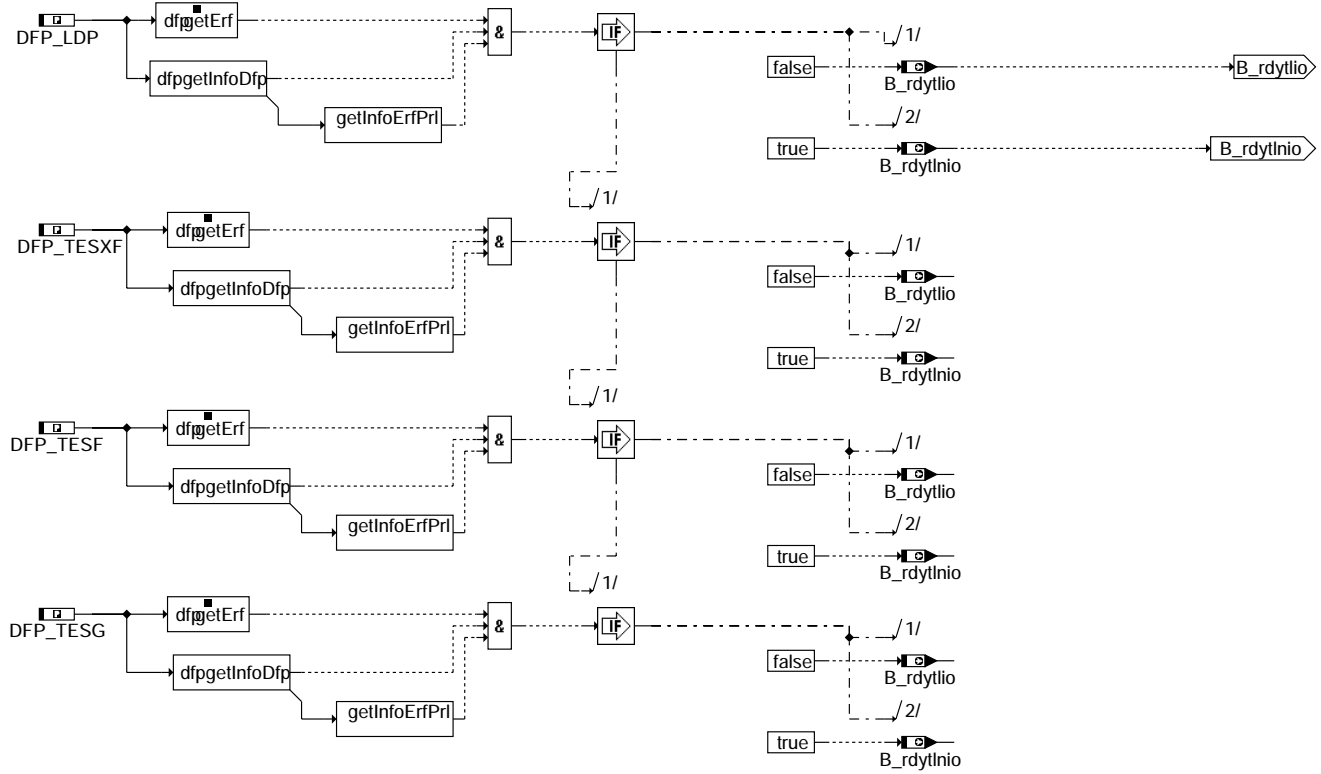 dfpgetErf
&
IF
/1/
DFP_LDP
false
B_rdytlio
B_rdytlio
dfpgetInfoDfp
getInfoErfPrl
/2/
true
B_rdytlnio
B_rdytlnio
/1/
dfpgetErf
&
IF
/1/
DFP_TESXF
false
B_rdytlio
dfpgetInfoDfp
getInfoErfPrl
/2/
true
B_rdytlnio
/1/
dfpgetErf
&
IF
/1/
DFP_TESF
false
B_rdytlio
dfpgetInfoDfp
getInfoErfPrl
/2/
true
B_rdytlnio
/1/
dfpgetErf
&
IF
/1/
DFP_TESG
false
B_rdytlio
dfpgetInfoDfp
getInfoErfPrl
/2/
true
B_rdytlnio